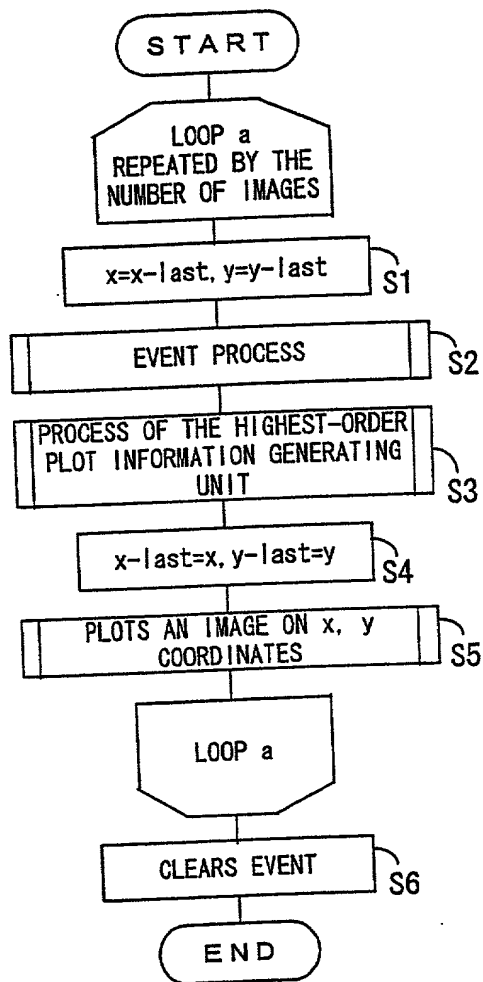 START
LOOP a
REPEATED BY THE
NUMBER OF IMAGES
x=x-last, y=y-last
S1
EVENT PROCESS
S2
PROCESS OF THE HIGHEST-ORDER
PLOT INFORMATION GENERATING
UNIT
S3
x-last=x, y-last=y
S4
PLOTS AN IMAGE ON x, y
COORDINATES
S5
LOOP a
CLEARS EVENT
S6
END